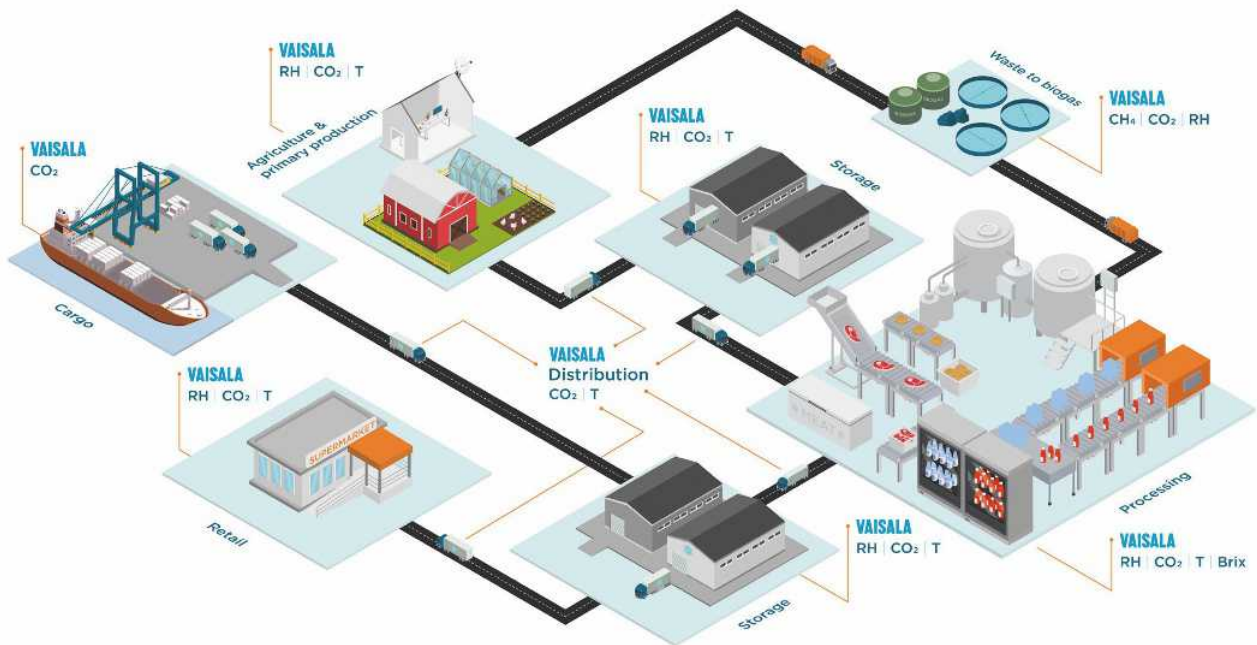 VAISALA
RH | CO₂ | T
Agriculture &
primary production
VAISALA
CO₂
Cargo
VAISALA
RH | CO₂ | T
Storage
Waste to biogas
BIOGAS
VAISALA
CH₄ | CO₂ | RH
VAISALA
Distribution
CO₂ | T
VAISALA
RH | CO₂ | T
SUPERMARKET
Retail
VAISALA
RH | CO₂ | T
Storage
Processing
VAISALA
RH | CO₂ | T | Brix